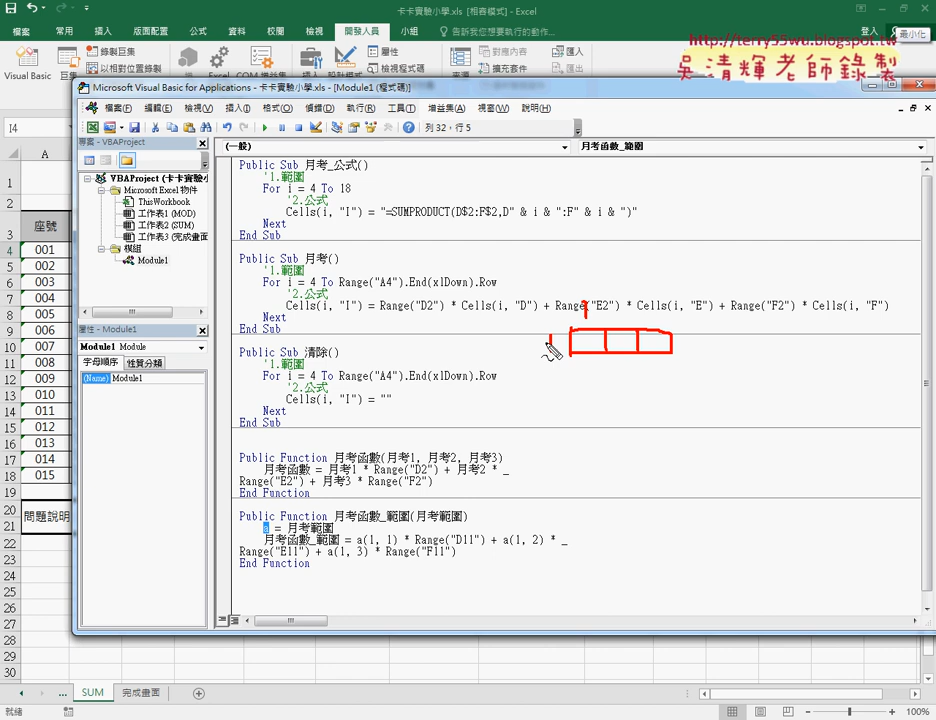 卡卡實驗小學.xls [相容模式] - Excel
檔案 常用 插入 版面配置 公式 資料 校閱 檢視 開發人員 小組 告訴我您想要執行的動作... 登入
最小化
http://terry55wu.blogspot.tw
吳清輝老師錄製
Visual Basic 巨集 錄製巨集 以相對位置錄製 屬性 檢視程式碼 對應內容 擴充套件 匯入 匯出
Microsoft Visual Basic for Applications - 卡卡實驗小學.xls - [Module1 (程式碼)]
檔案(F) 編輯(E) 檢視(V) 插入(I) 格式(O) 偵錯(D) 執行(R) 工具(T) 增益集(A) 視窗(W) 說明(H)
列 32，行 5
I4
專案 - VBAProject
(一般) 月考函數_範圍
VBAProject (卡卡實驗小
Microsoft Excel 物件
ThisWorkbook
工作表1 (MOD)
工作表2 (SUM)
工作表3 (完成畫面
模組
Module1
屬性 - Module1
Module1 Module
字母順序 性質分類
(Name) Module1
Public Sub 月考_公式()
'1.範圍
For i = 4 To 18
'2.公式
Cells(i, "I") = "=SUMPRODUCT(D$2:F$2,D" & i & ":F" & i & ")"
Next
End Sub
Public Sub 月考()
'1.範圍
For i = 4 To Range("A4").End(xlDown).Row
'2.公式
Cells(i, "I") = Range("D2") * Cells(i, "D") + Range("E2") * Cells(i, "E") + Range("F2") * Cells(i, "F")
Next
End Sub
Public Sub 清除()
'1.範圍
For i = 4 To Range("A4").End(xlDown).Row
'2.公式
Cells(i, "I") = ""
Next
End Sub
Public Function 月考函數(月考1, 月考2, 月考3)
月考函數 = 月考1 * Range("D2") + 月考2 * _
Range("E2") + 月考3 * Range("F2")
End Function
Public Function 月考函數_範圍(月考範圍)
a = 月考範圍
月考函數_範圍 = a(1, 1) * Range("D11") + a(1, 2) * _
Range("E11") + a(1, 3) * Range("F11")
End Function
A
1
2
3 座號
4 001
5 002
6 003
7 004
8 005
9 006
10 007
11 008
12 009
13 010
14 011
15 012
16 013
17 014
18 015
19
20 問題說明
21
22
23
24
25
26
27
28
29
30
... SUM 完成畫面
就緒 100%